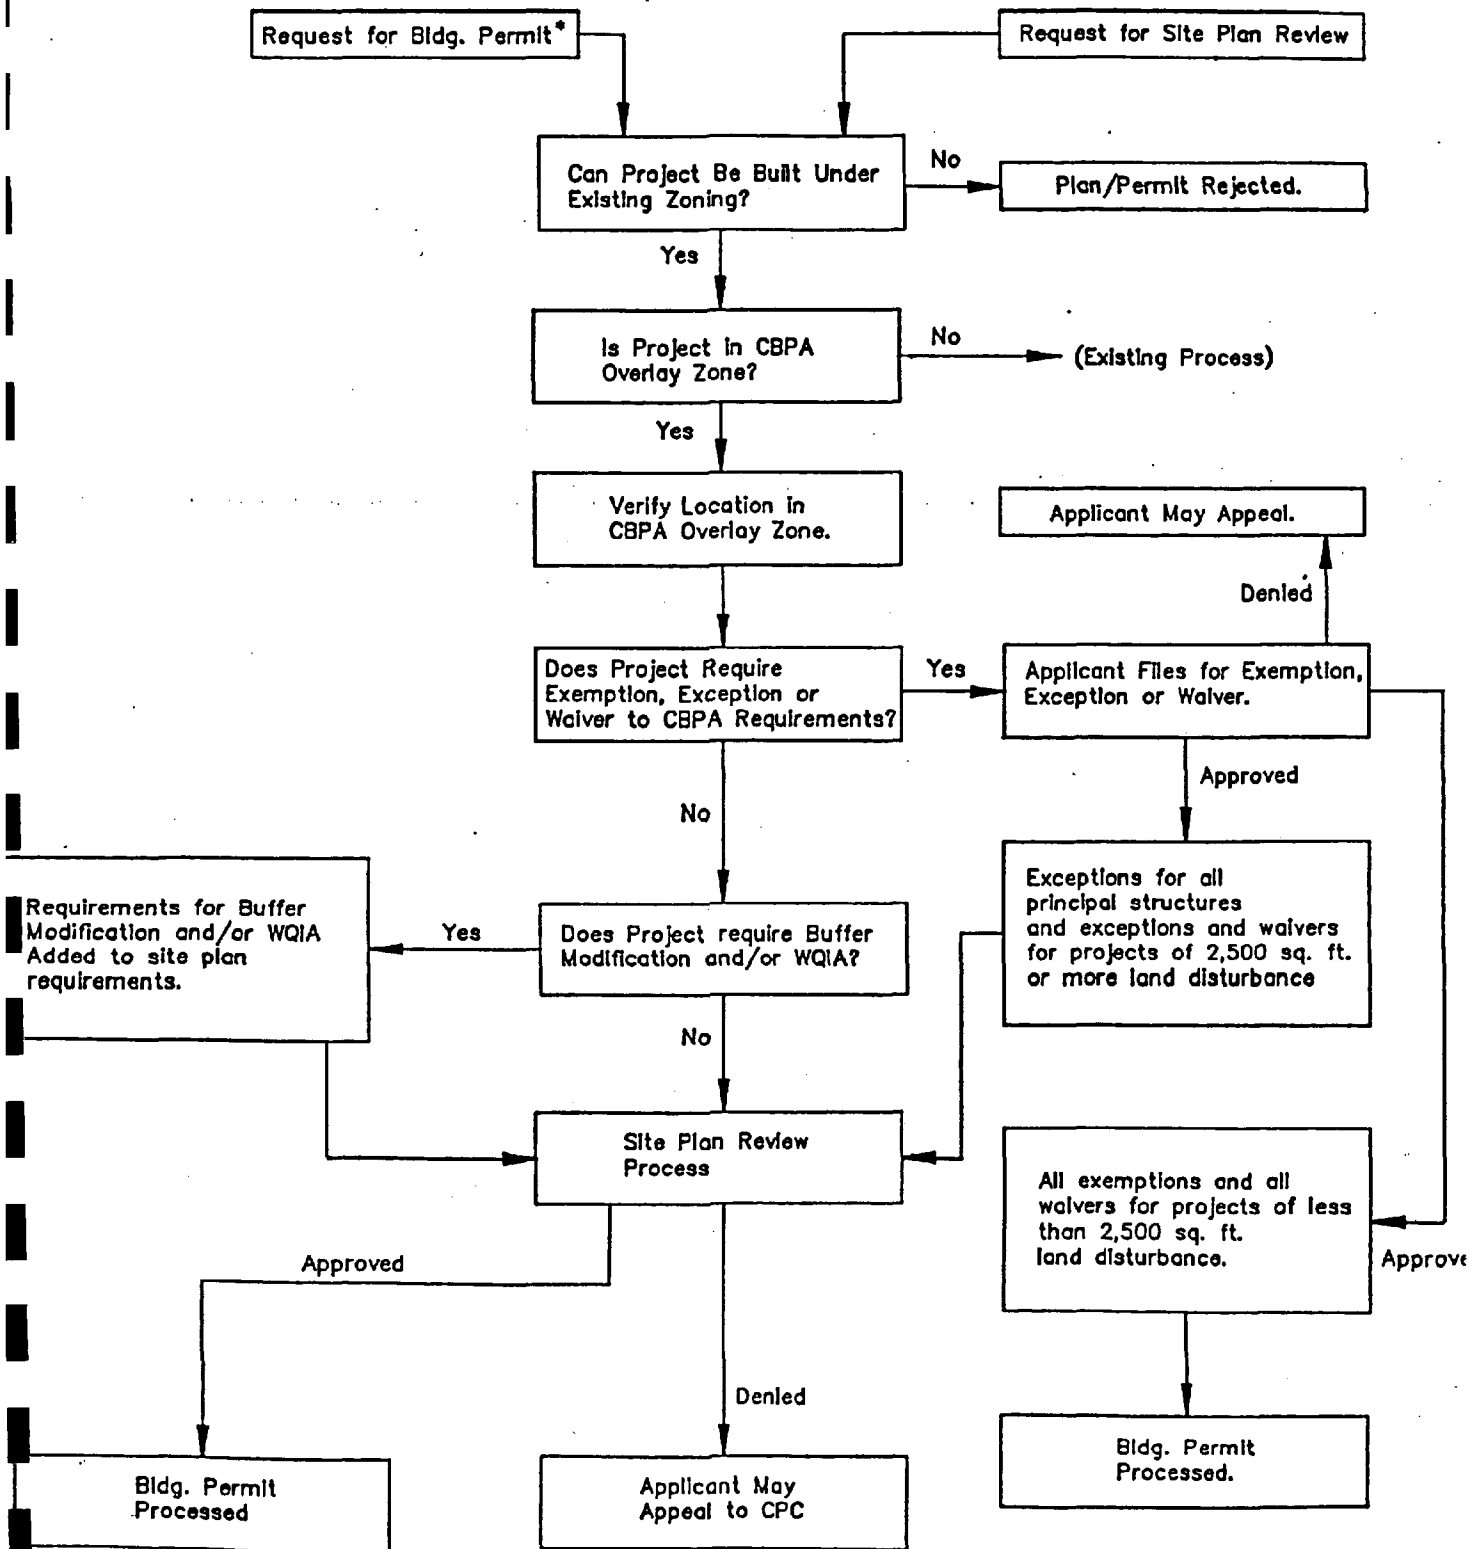 Request for Bldg. Permit*
Request for Site Plan Review
Can Project Be Built Under
Existing Zoning?
No
Plan/Permit Rejected.
Yes
Is Project in CBPA
Overlay Zone?
No
(Existing Process)
Yes
Verify Location in
CBPA Overlay Zone.
Applicant May Appeal.
Denied
Does Project Require
Exemption, Exception or
Waiver to CBPA Requirements?
Yes
Applicant Files for Exemption,
Exception or Waiver.
Approved
No
Exceptions for all
principal structures
and exceptions and waivers
for projects of 2,500 sq. ft.
or more land disturbance
Requirements for Buffer
Modification and/or WQIA
Added to site plan
requirements.
Yes
Does Project require Buffer
Modification and/or WQIA?
No
Site Plan Review
Process
All exemptions and all
waivers for projects of less
than 2,500 sq. ft.
land disturbance.
Approve
Approved
Denied
Bldg. Permit
Processed
Applicant May
Appeal to CPC
Bldg. Permit
Processed.